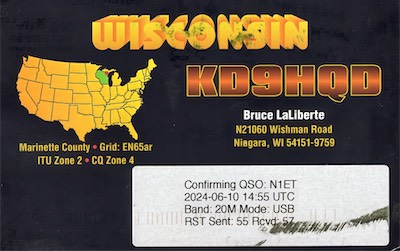 WISCONSIN
KD9HQD
Bruce LaLiberte
N21060 Wishman Road
Niagara, WI 54151-9759
Marinette County • Grid: EN65ar
ITU Zone 2 • CQ Zone 4
Confirming QSO: N1ET
2024-06-10 14:55 UTC
Band: 20M Mode: USB
RST Sent: 55 Rcvd: 57